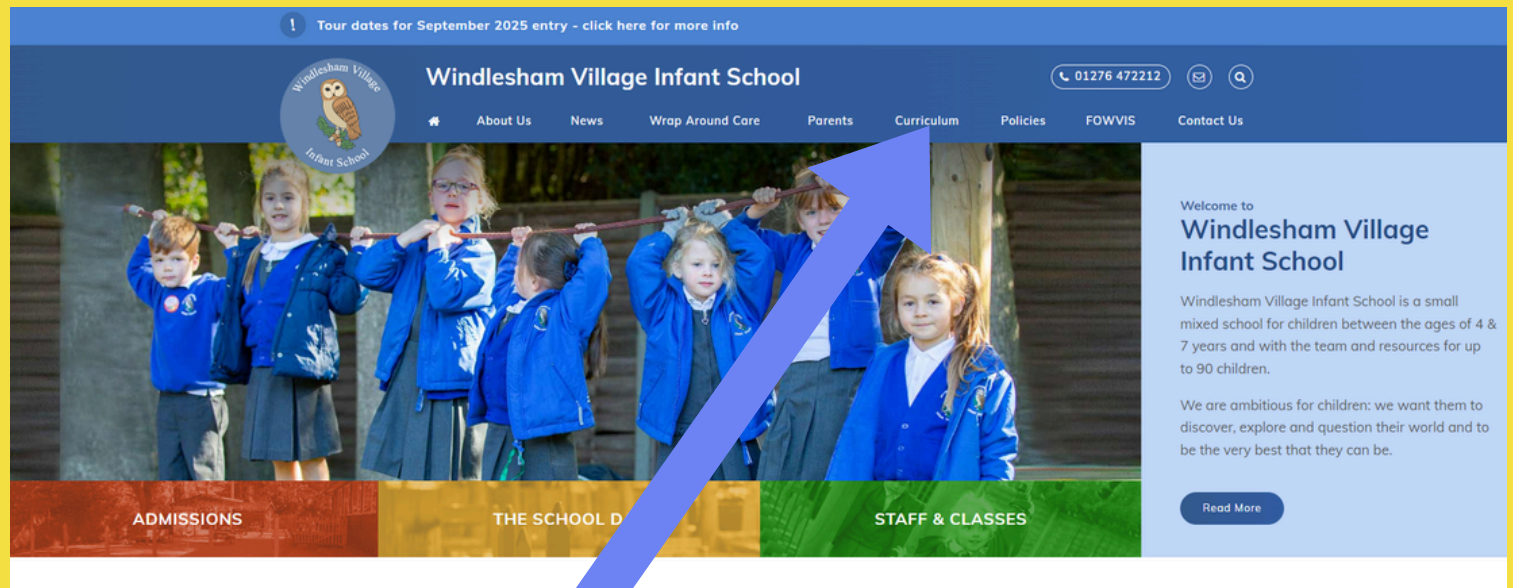 ! Tour dates for September 2025 entry - click here for more info
Windlesham Village
Infant School
Windlesham Village Infant School
01276 472212
About Us News Wrap Around Care Parents Curriculum Policies FOWVIS Contact Us
Welcome to
Windlesham Village
Infant School
Windlesham Village Infant School is a small
mixed school for children between the ages of 4 &
7 years and with the team and resources for up
to 90 children.
We are ambitious for children: we want them to
discover, explore and question their world and to
be the very best that they can be.
Read More
ADMISSIONS
THE SCHOOL D
STAFF & CLASSES